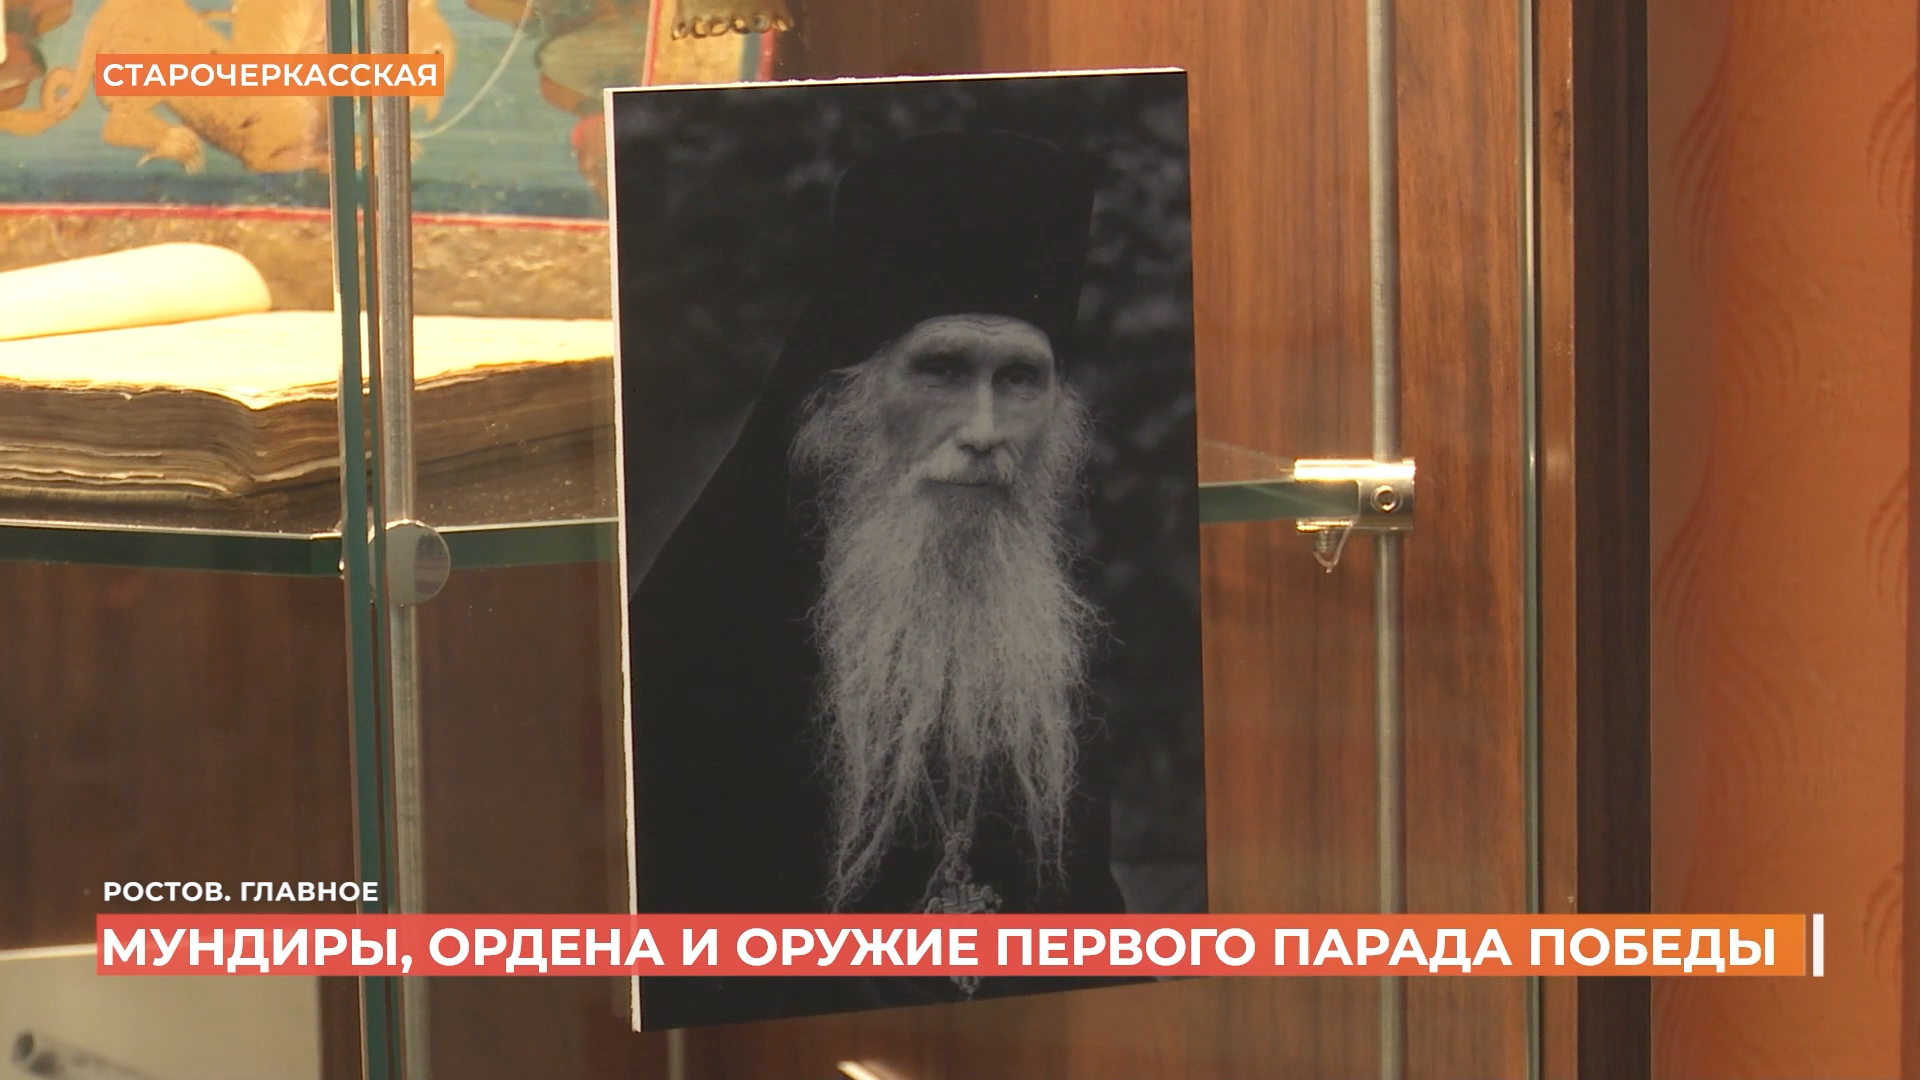 СТАРОЧЕРКАССКАЯ
РОСТОВ. ГЛАВНОЕ
МУНДИРЫ, ОРДЕНА И ОРУЖИЕ ПЕРВОГО ПАРАДА ПОБЕДЫ